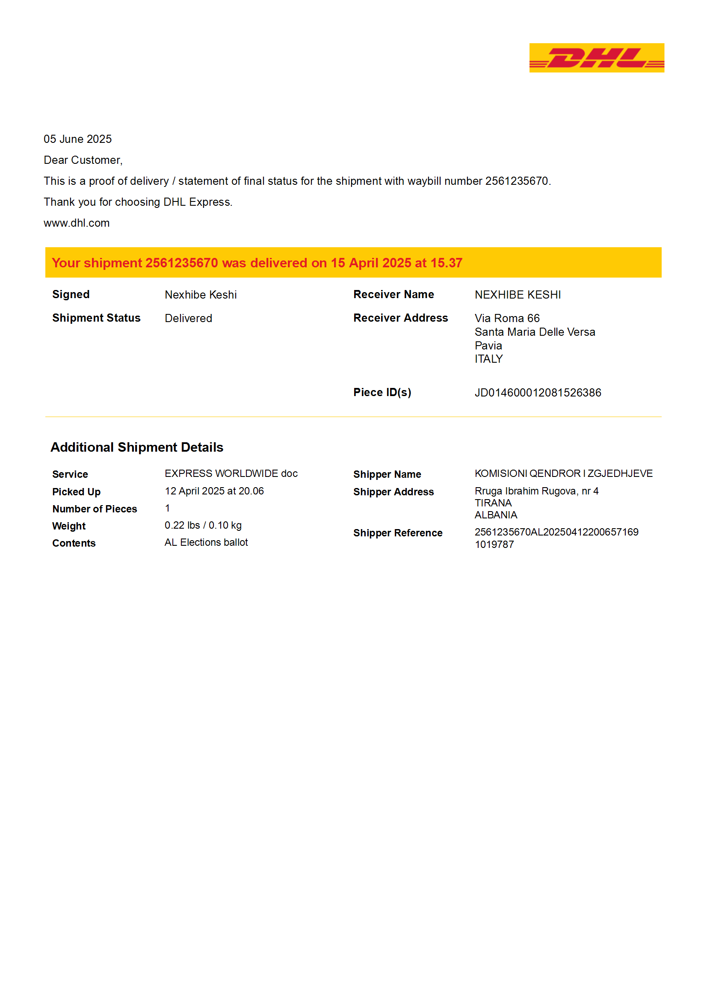 DHL
05 June 2025
Dear Customer,
This is a proof of delivery / statement of final status for the shipment with waybill number 2561235670.
Thank you for choosing DHL Express.
www.dhl.com
Your shipment 2561235670 was delivered on 15 April 2025 at 15.37
Signed Nexhibe Keshi
Shipment Status Delivered
Receiver Name NEXHIBE KESHI
Receiver Address Via Roma 66
Santa Maria Delle Versa
Pavia
ITALY
Piece ID(s) JD014600012081526386
Additional Shipment Details
Service EXPRESS WORLDWIDE doc
Picked Up 12 April 2025 at 20.06
Number of Pieces 1
Weight 0.22 lbs / 0.10 kg
Contents AL Elections ballot
Shipper Name KOMISIONI QENDROR I ZGJEDHJEVE
Shipper Address Rruga Ibrahim Rugova, nr 4
TIRANA
ALBANIA
Shipper Reference 2561235670AL20250412200657169
1019787